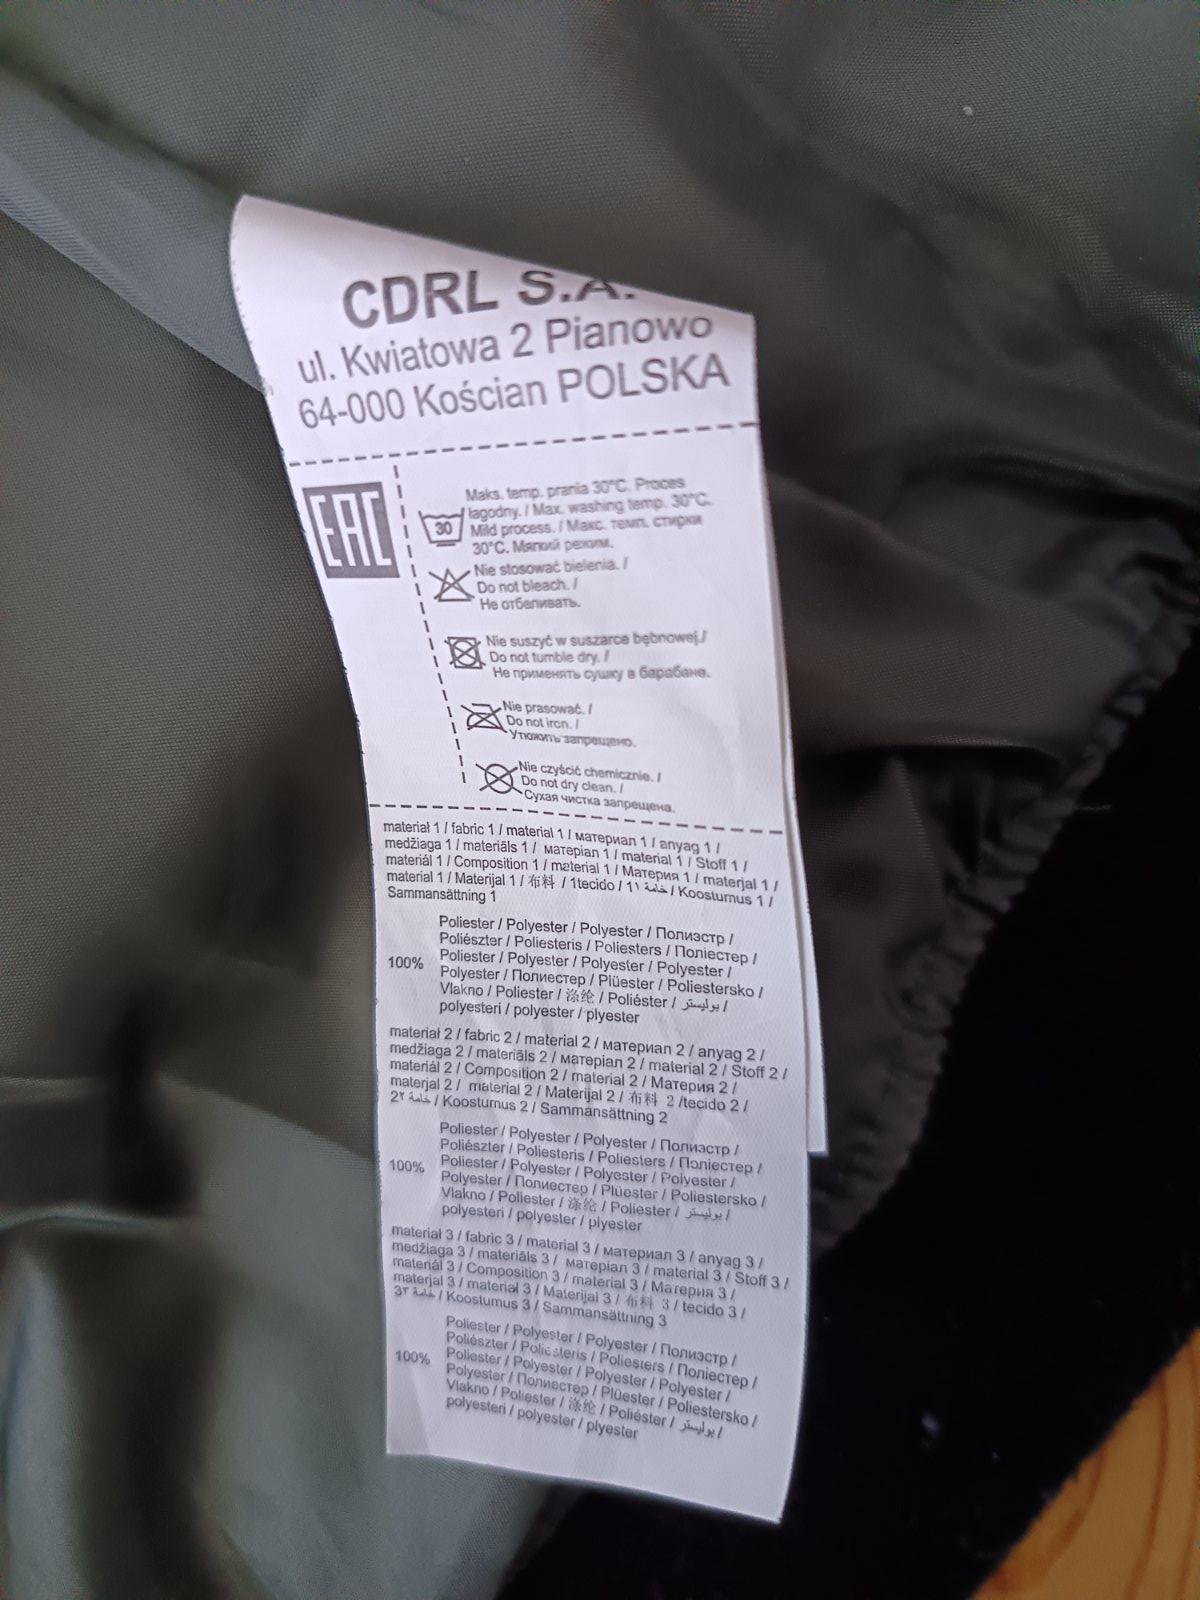 CDRL S.A.
ul. Kwiatowa 2 Pianowo
64-000 Kościan POLSKA
EAC
30
Maks. temp. prania 30°C. Proces
łagodny. / Max. washing temp. 30°C.
Mild process. / Макс. темп. стирки
30°C. Мягкий режим.
Nie stosować bielenia. /
Do not bleach. /
Не отбеливать.
Nie suszyć w suszarce bębnowej./
Do not tumble dry. /
Не применять сушку в барабане.
Nie prasować. /
Do not iron. /
Утюжить запрещено.
Nie czyścić chemicznie. /
Do not dry clean. /
Сухая чистка запрещена.
materiał 1 / fabric 1 / material 1 / материал 1 / anyag 1 /
medžiaga 1 / materiāls 1 / матеріал 1 / material 1 / Stoff 1 /
materiál 1 / Composition 1 / material 1 / Материя 1 / materjal 1 /
material 1 / Materijal 1 / 布料 / 1tecido / 1١ خامة / Koostumus 1 /
Sammansättning 1
Poliester / Polyester / Polyester / Полиэстр /
Poliészter / Poliesteris / Poliesters / Поліестер /
100% Poliester / Polyester / Polyester / Polyester /
Polyester / Полиестер / Plüester / Poliestersko /
Vlakno / Poliester / 涤纶 / Poliéster / بوليستر /
polyesteri / polyester / plyester
materiał 2 / fabric 2 / material 2 / материал 2 / anyag 2 /
medžiaga 2 / materiāls 2 / матеріал 2 / material 2 / Stoff 2 /
materiál 2 / Composition 2 / material 2 / Материя 2 /
materjal 2 / material 2 / Materijal 2 / 布料 2 /tecido 2 /
2٢ خامة / Koostumus 2 / Sammansättning 2
Poliester / Polyester / Polyester / Полиэстр /
Poliészter / Poliesteris / Poliesters / Поліестер /
100% Poliester / Polyester / Polyester / Polyester /
Polyester / Полиестер / Plüester / Poliestersko /
Vlakno / Poliester / 涤纶 / Poliéster / بوليستر /
polyesteri / polyester / plyester
materiał 3 / fabric 3 / material 3 / материал 3 / anyag 3 /
medžiaga 3 / materiāls 3 / матеріал 3 / material 3 / Stoff 3 /
materiál 3 / Composition 3 / material 3 / Материя 3 /
materjal 3 / material 3 / Materijal 3 / 布料 3 / tecido 3 /
3٣ خامة / Koostumus 3 / Sammansättning 3
Poliester / Polyester / Polyester / Полиэстр /
Poliészter / Poliesteris / Poliesters / Поліестер /
100% Poliester / Polyester / Polyester / Polyester /
Polyester / Полиестер / Plüester / Poliestersko /
Vlakno / Poliester / 涤纶 / Poliéster / بوليستر /
polyesteri / polyester / plyester